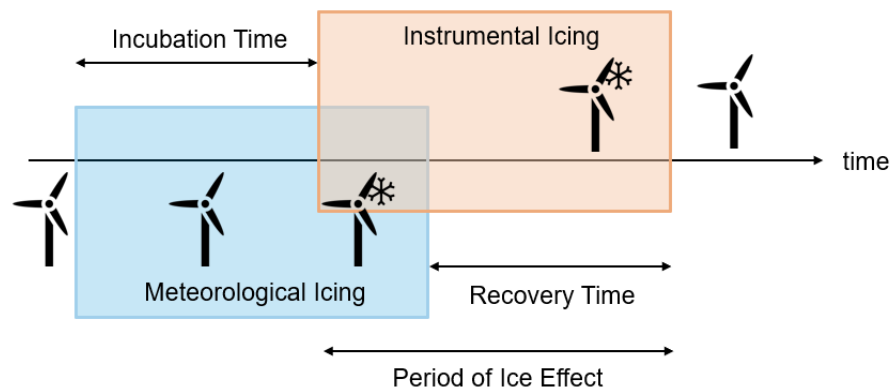 Incubation Time
Instrumental Icing
time
Meteorological Icing
Recovery Time
Period of Ice Effect